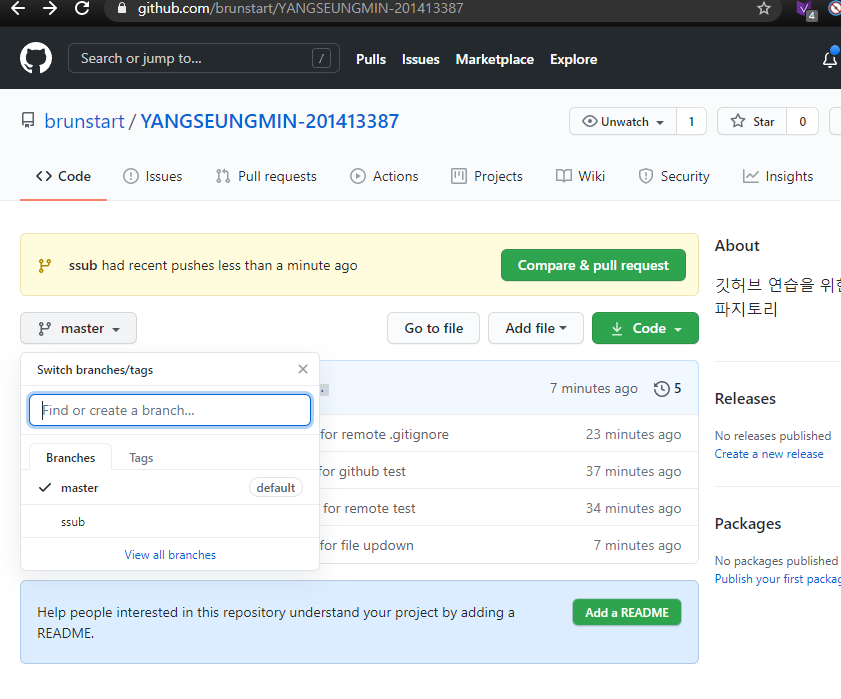 github.com/brunstart/YANGSEUNGMIN-201413387
4
Search or jump to... /
Pulls Issues Marketplace Explore
brunstart / YANGSEUNGMIN-201413387
Unwatch 1 Star 0
Code Issues Pull requests Actions Projects Wiki Security Insights
ssub had recent pushes less than a minute ago
Compare & pull request
About
깃허브 연습을 위한
파지토리
master Go to file Add file Code
Switch branches/tags
Find or create a branch...
Branches Tags
master default
ssub
View all branches
7 minutes ago 5
for remote .gitignore 23 minutes ago
for github test 37 minutes ago
for remote test 34 minutes ago
for file updown 7 minutes ago
Releases
No releases published
Create a new release
Packages
No packages published
Publish your first
Help people interested in this repository understand your project by adding a
README.
Add a README